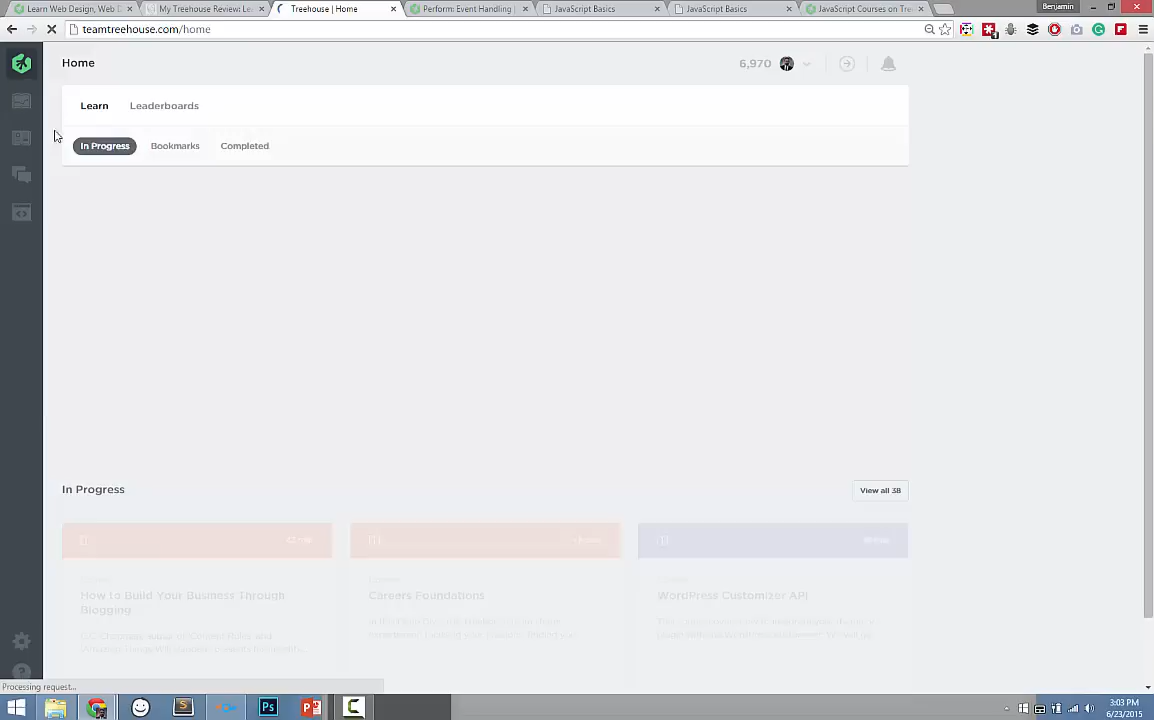 Learn Web Design, Web D
My Treehouse Review: Le
Treehouse | Home
Perform: Event Handling |
JavaScript Basics
JavaScript Basics
JavaScript Courses on Tre
Benjamin
teamtreehouse.com/home
Home
6,970
Learn
Leaderboards
In Progress
Bookmarks
Completed
In Progress
View all 38
How to Build Your Business Through
Blogging
Careers Foundations
WordPress Customizer API
Processing request...
3:03 PM
6/23/2015